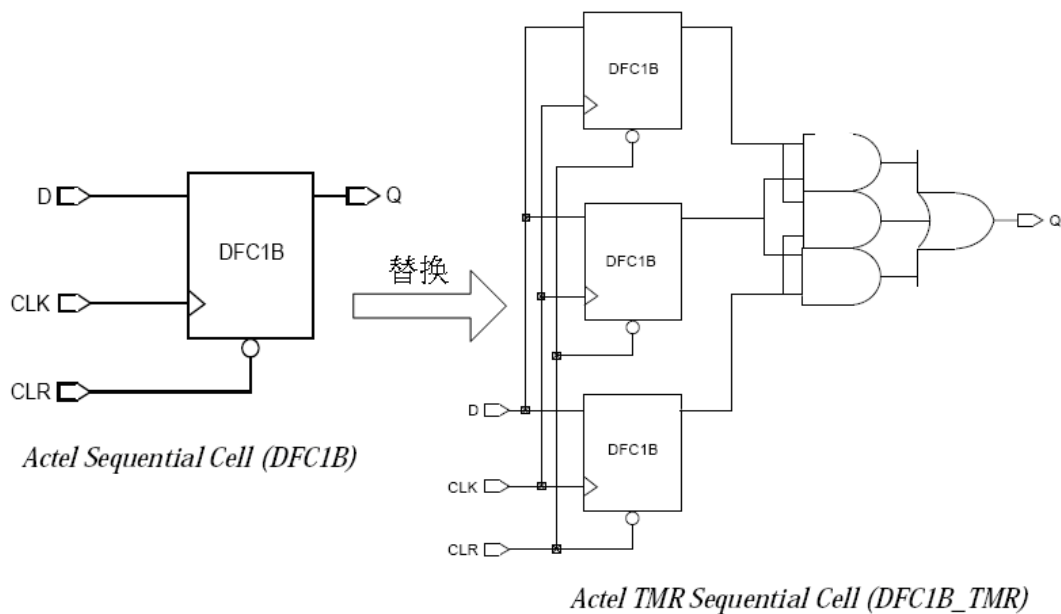 D
DFC1B
Q
CLK
CLR
Actel Sequential Cell (DFC1B)
替换
DFC1B
DFC1B
DFC1B
D
CLK
CLR
Q
Actel TMR Sequential Cell (DFC1B_TMR)